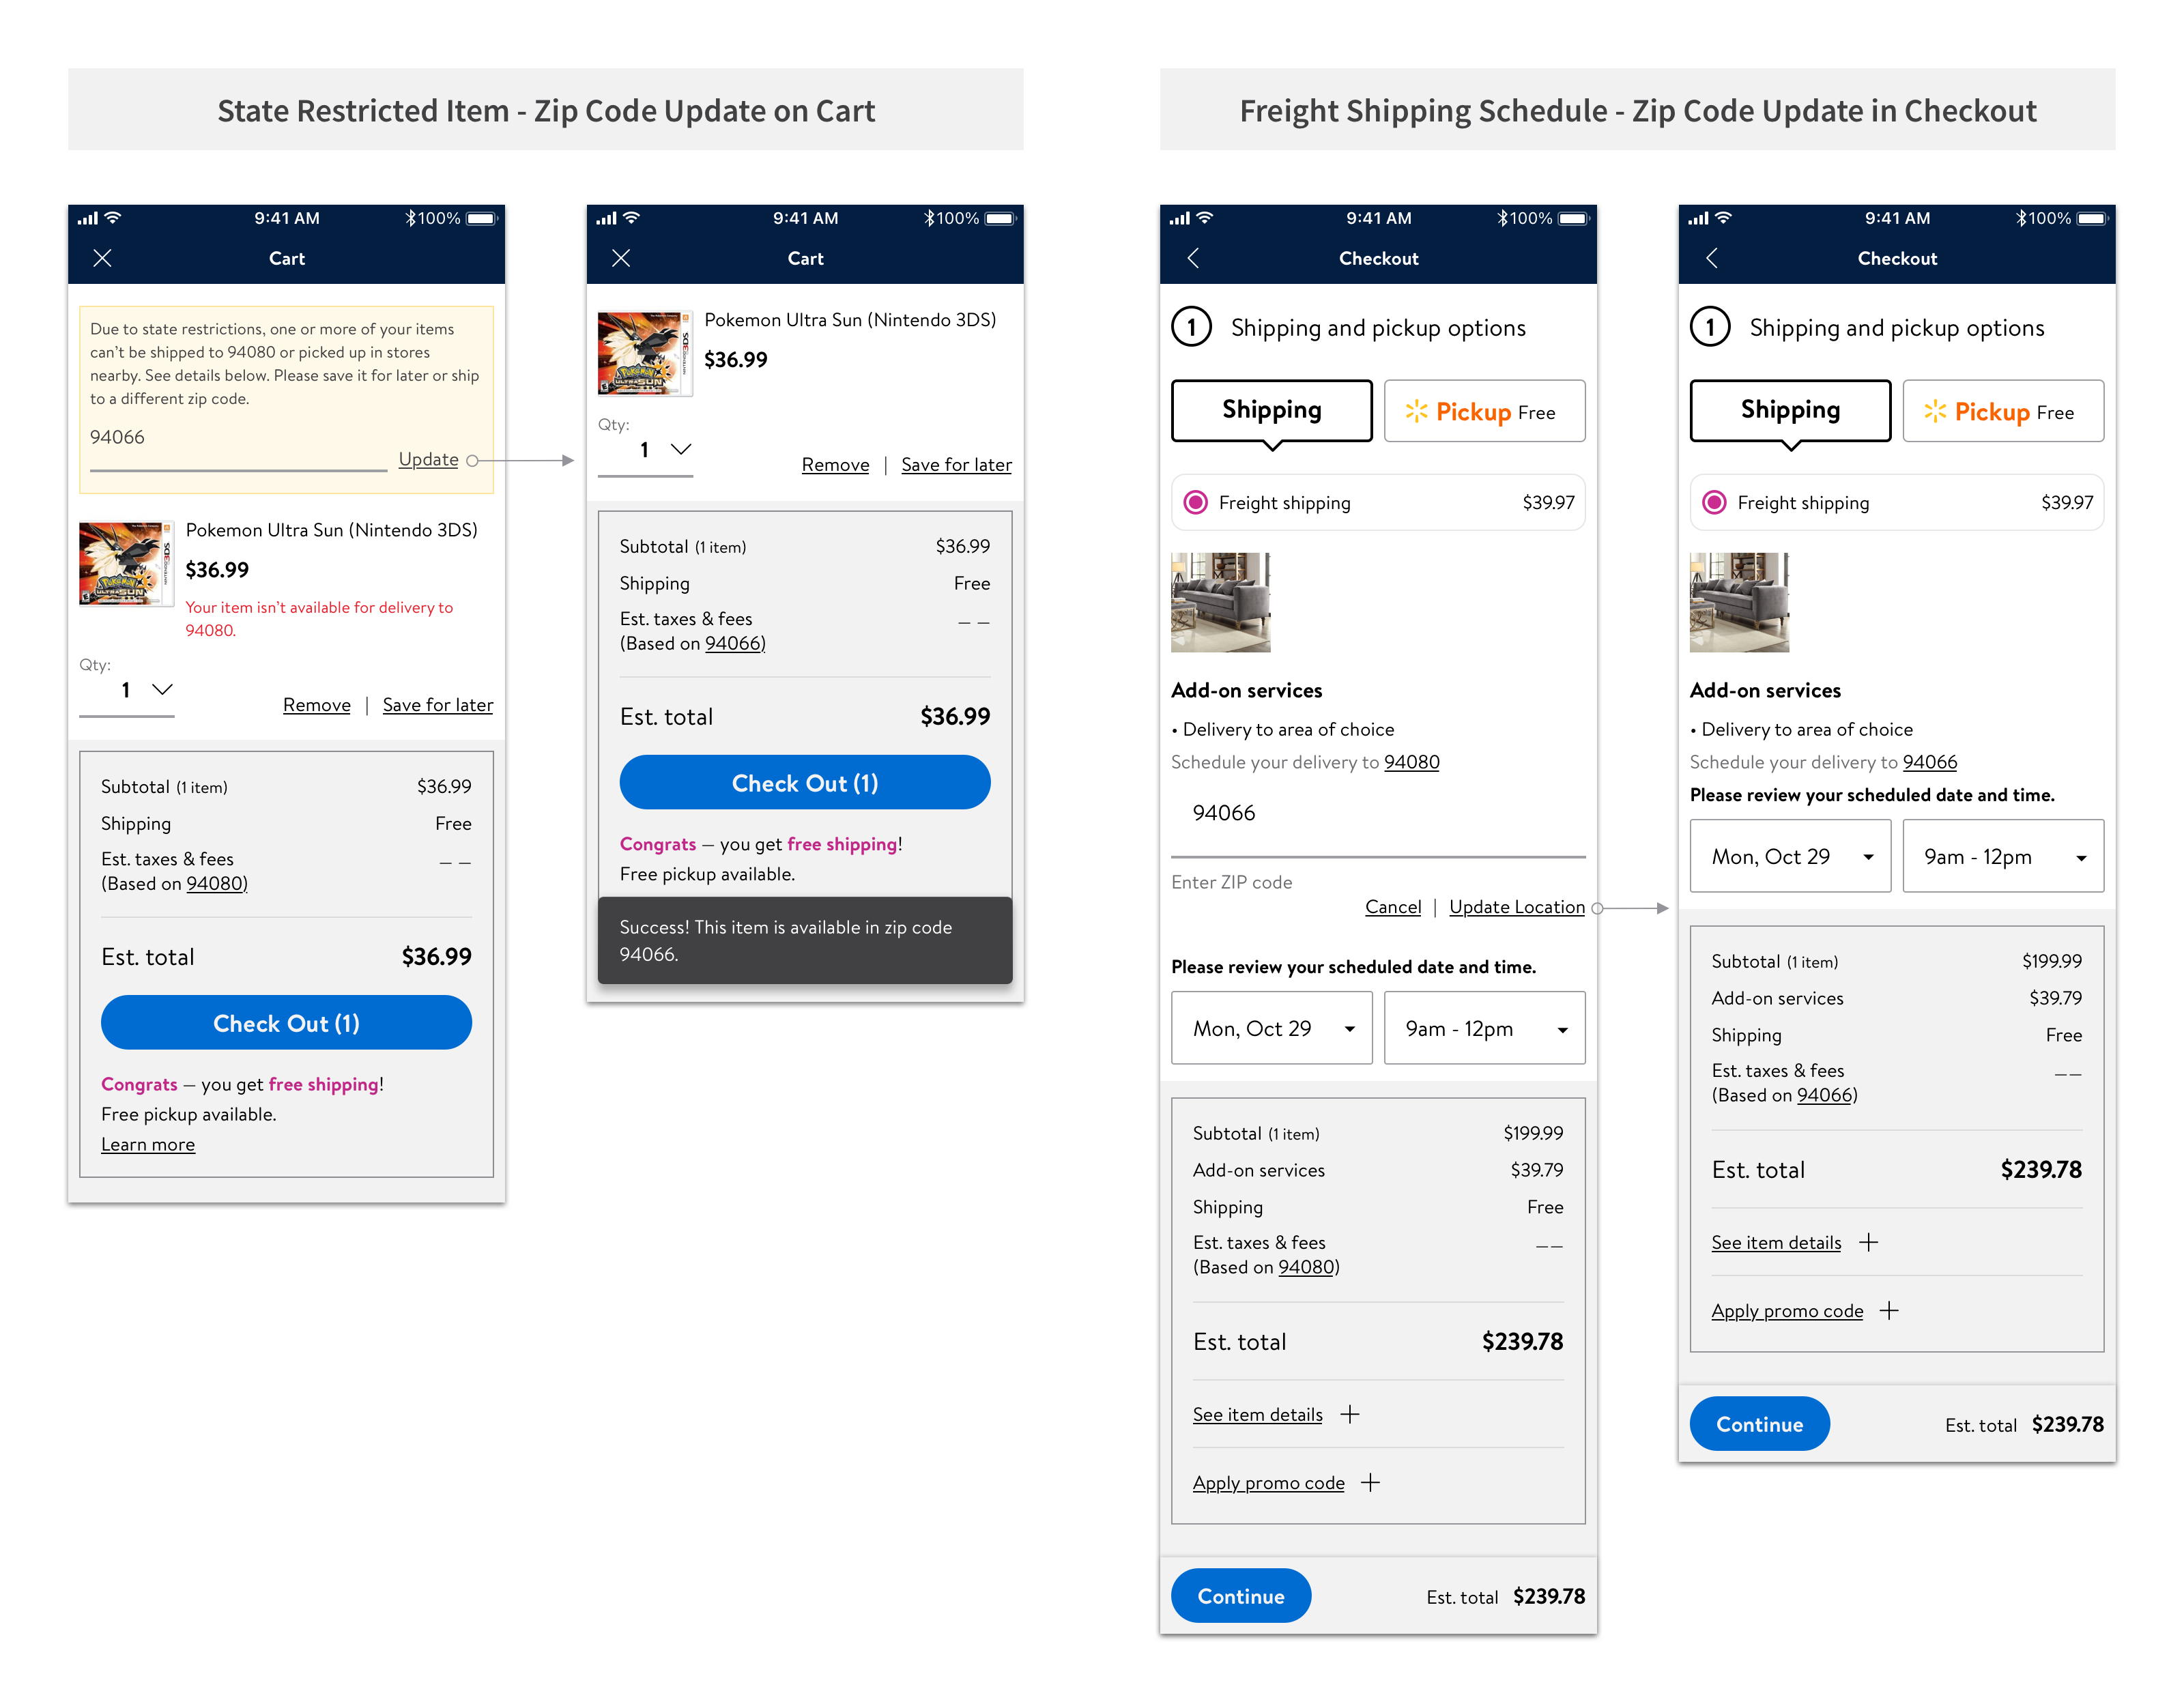 State Restricted Item - Zip Code Update on Cart
9:41 AM
100%
Cart
Due to state restrictions, one or more of your items
can't be shipped to 94080 or picked up in stores
nearby. See details below. Please save it for later or ship
to a different zip code.
94066
Update
Pokemon Ultra Sun (Nintendo 3DS)
$36.99
Your item isn't available for delivery to
94080.
Qty:
1
Remove | Save for later
Subtotal (1 item) $36.99
Shipping Free
Est. taxes & fees — —
(Based on 94080)
Est. total $36.99
Check Out (1)
Congrats – you get free shipping!
Free pickup available.
Learn more
9:41 AM
100%
Cart
Pokemon Ultra Sun (Nintendo 3DS)
$36.99
Qty:
1
Remove | Save for later
Subtotal (1 item) $36.99
Shipping Free
Est. taxes & fees — —
(Based on 94066)
Est. total $36.99
Check Out (1)
Congrats – you get free shipping!
Free pickup available.
Success! This item is available in zip code
94066.
Freight Shipping Schedule - Zip Code Update in Checkout
9:41 AM
100%
Checkout
1 Shipping and pickup options
Shipping
Pickup Free
Freight shipping $39.97
Add-on services
• Delivery to area of choice
Schedule your delivery to 94080
94066
Enter ZIP code
Cancel | Update Location
Please review your scheduled date and time.
Mon, Oct 29
9am - 12pm
Subtotal (1 item) $199.99
Add-on services $39.79
Shipping Free
Est. taxes & fees ——
(Based on 94080)
Est. total $239.78
See item details +
Apply promo code +
Continue
Est. total $239.78
9:41 AM
100%
Checkout
1 Shipping and pickup options
Shipping
Pickup Free
Freight shipping $39.97
Add-on services
• Delivery to area of choice
Schedule your delivery to 94066
Please review your scheduled date and time.
Mon, Oct 29
9am - 12pm
Subtotal (1 item) $199.99
Add-on services $39.79
Shipping Free
Est. taxes & fees ——
(Based on 94066)
Est. total $239.78
See item details +
Apply promo code +
Continue
Est. total $239.78